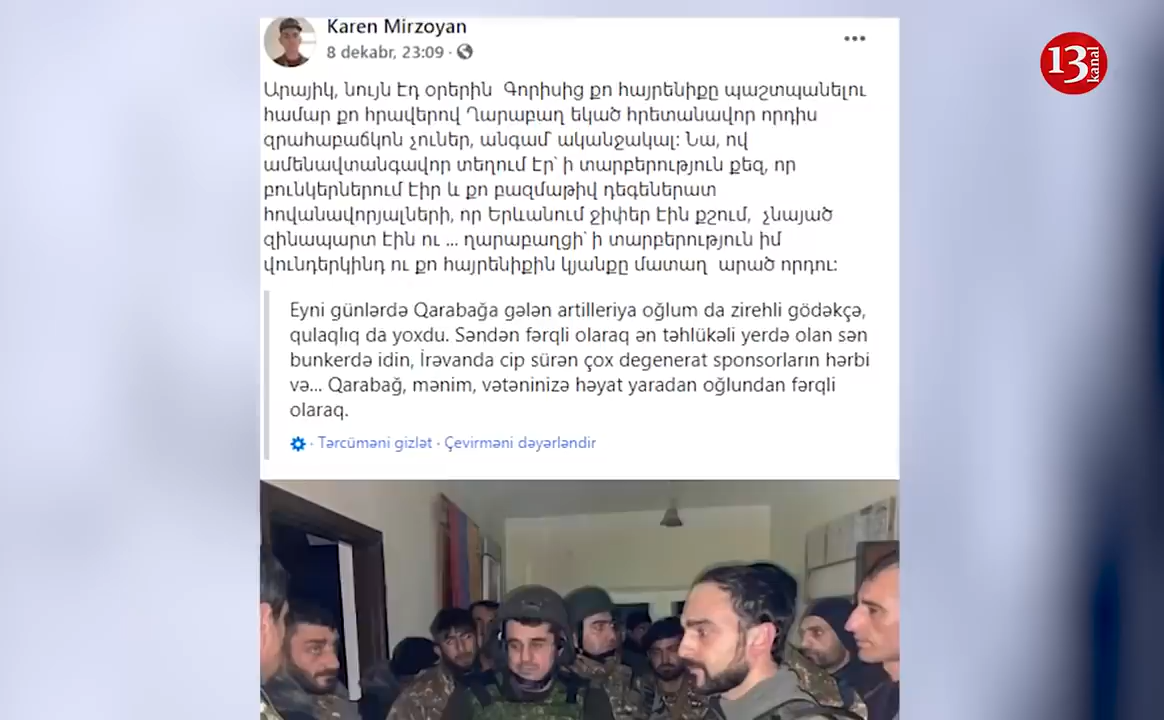 Karen Mirzoyan
8 dekabr, 23:09 ·
13
kanal
Արայիկ, նույն էդ օրերին Գորիսից քո հայրենիքը պաշտպանելու
համար քո հրավերով Ղարաբաղ եկած հրետանավոր որդիս
զրահաբաճկոն չուներ, անգամ՝ ականջակալ: Նա, ով
ամենավտանգավոր տեղում էր՝ ի տարբերություն քեզ, որ
բունկերներում էիր և քո բազմաթիվ դեգեներատ
հովանավորյալների, որ Երևանում ջիփեր էին քշում, չնայած
զինապարտ էին ու ... ղարաբաղցի՝ ի տարբերություն իմ
վունդերկինդ ու քո հայրենիքին կյանքը մատաղ արած որդու:
Eyni günlərdə Qarabağa gələn artilleriya oğlum da zirehli gödəkçə,
qulaqlıq da yoxdu. Səndən fərqli olaraq ən təhlükəli yerdə olan sən
bunkerdə idin, İrəvanda cip sürən çox degenerat sponsorların hərbi
və... Qarabağ, mənim, vətəninizə həyat yaradan oğlundan fərqli
olaraq.
· Tərcüməni gizlət · Çevirməni dəyərləndir